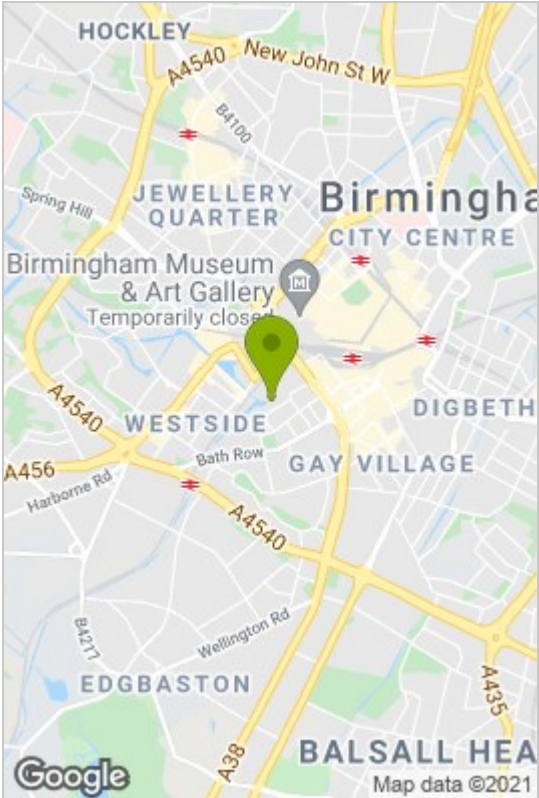 HOCKLEY
A4540
New John St W
B4100
Spring Hill
JEWELLERY
QUARTER
Birmingha
CITY CENTRE
Birmingham Museum
& Art Gallery
Temporarily closed
M
A4540
WESTSIDE
DIGBETH
Bath Row
GAY VILLAGE
A456
Harborne Rd
A4540
B4217
Wellington Rd
EDGBASTON
A435
A38
BALSALL HEA
Google
Map data ©2021